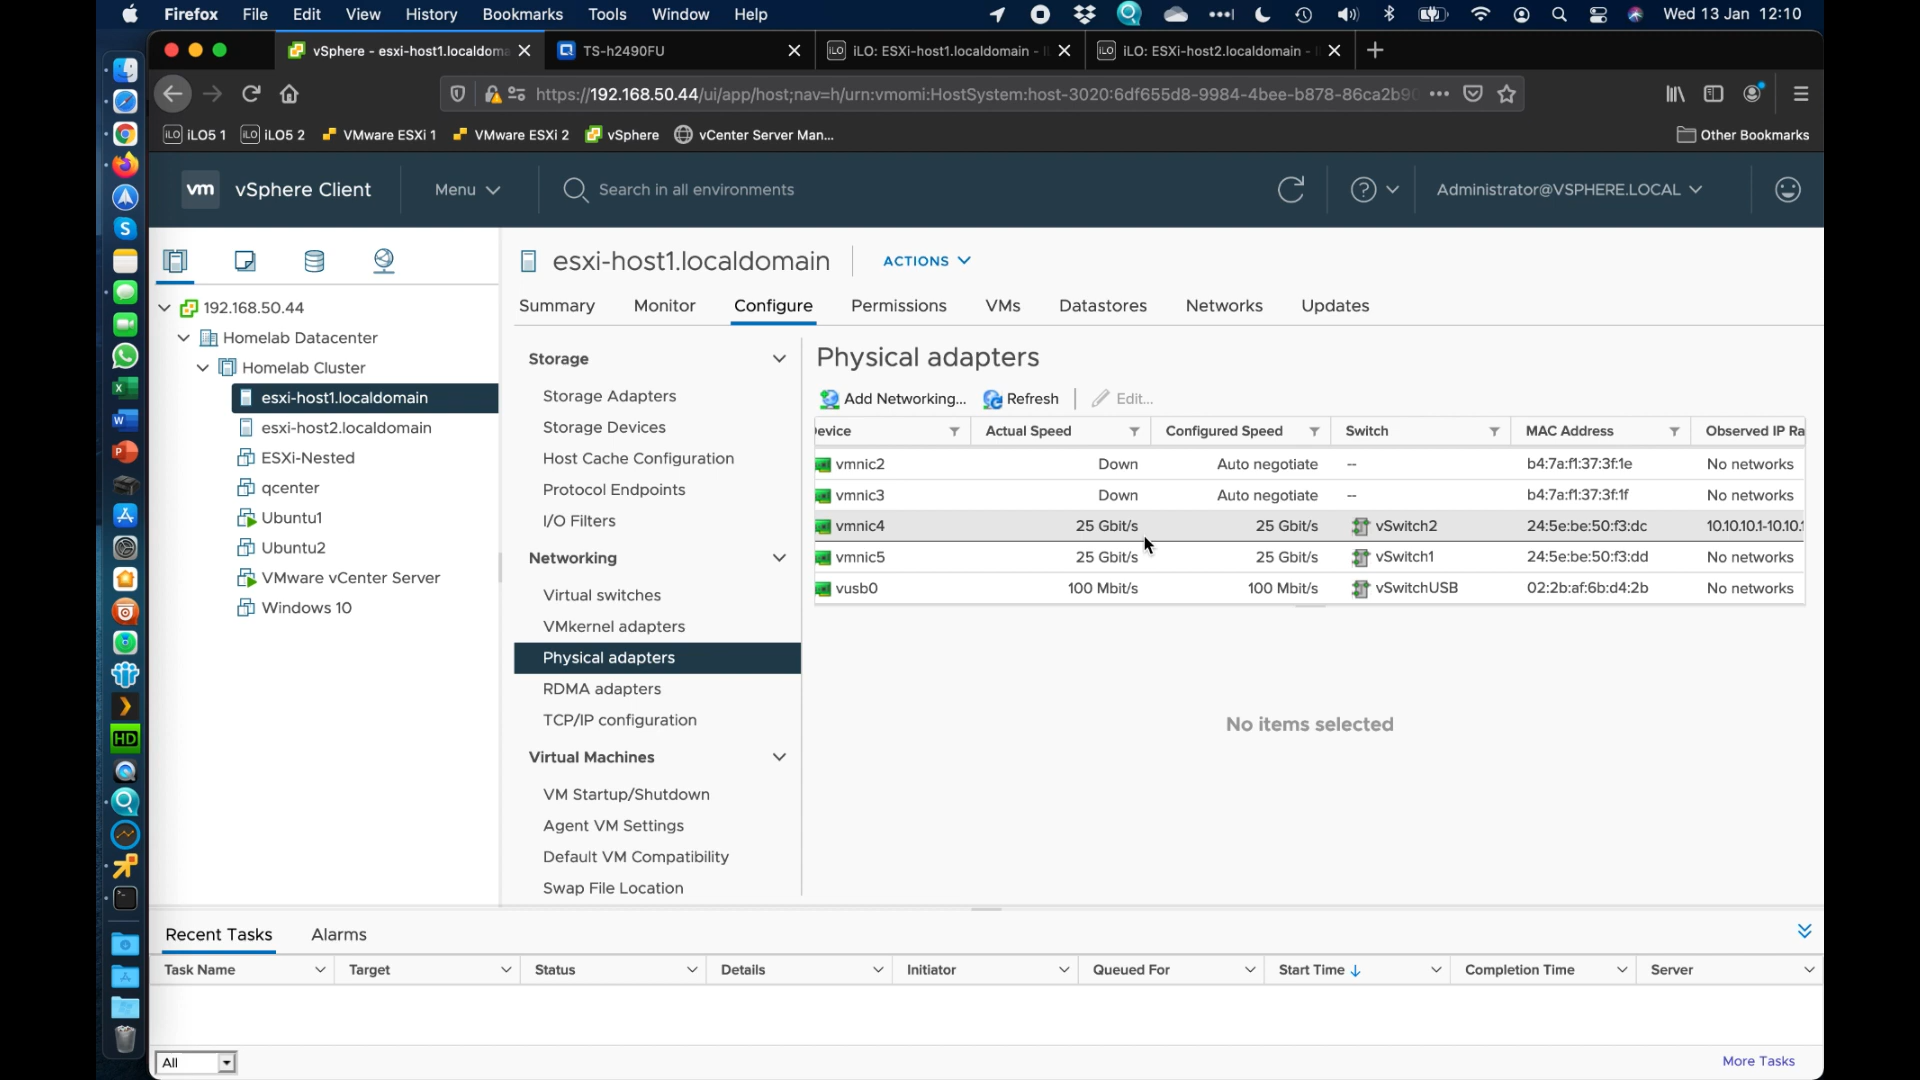 Firefox File Edit View History Bookmarks Tools Window Help Wed 13 Jan 12:10
vSphere - esxi-host1.localdoma TS-h2490FU iLO: ESXi-host1.localdomain - iLO: ESXi-host2.localdomain -
https://192.168.50.44/ui/app/host;nav=h/urn:vmomi:HostSystem:host-3020:6df655d8-9984-4bee-b878-86ca2b90
iLO5 1 iLO5 2 VMware ESXi 1 VMware ESXi 2 vSphere vCenter Server Man... Other Bookmarks
vm vSphere Client Menu Search in all environments Administrator@VSPHERE.LOCAL
esxi-host1.localdomain ACTIONS
Summary Monitor Configure Permissions VMs Datastores Networks Updates
192.168.50.44
Homelab Datacenter
Homelab Cluster
esxi-host1.localdomain
esxi-host2.localdomain
ESXi-Nested
qcenter
Ubuntu1
Ubuntu2
VMware vCenter Server
Windows 10
Storage
Storage Adapters
Storage Devices
Host Cache Configuration
Protocol Endpoints
I/O Filters
Networking
Virtual switches
VMkernel adapters
Physical adapters
RDMA adapters
TCP/IP configuration
Virtual Machines
VM Startup/Shutdown
Agent VM Settings
Default VM Compatibility
Swap File Location
Physical adapters
Add Networking... Refresh Edit...
evice Actual Speed Configured Speed Switch MAC Address Observed IP Ra
vmnic2 Down Auto negotiate -- b4:7a:f1:37:3f:1e No networks
vmnic3 Down Auto negotiate -- b4:7a:f1:37:3f:1f No networks
vmnic4 25 Gbit/s 25 Gbit/s vSwitch2 24:5e:be:50:f3:dc 10.10.10.1-10.10.
vmnic5 25 Gbit/s 25 Gbit/s vSwitch1 24:5e:be:50:f3:dd No networks
vusb0 100 Mbit/s 100 Mbit/s vSwitchUSB 02:2b:af:6b:d4:2b No networks
No items selected
Recent Tasks Alarms
Task Name Target Status Details Initiator Queued For Start Time Completion Time Server
All More Tasks